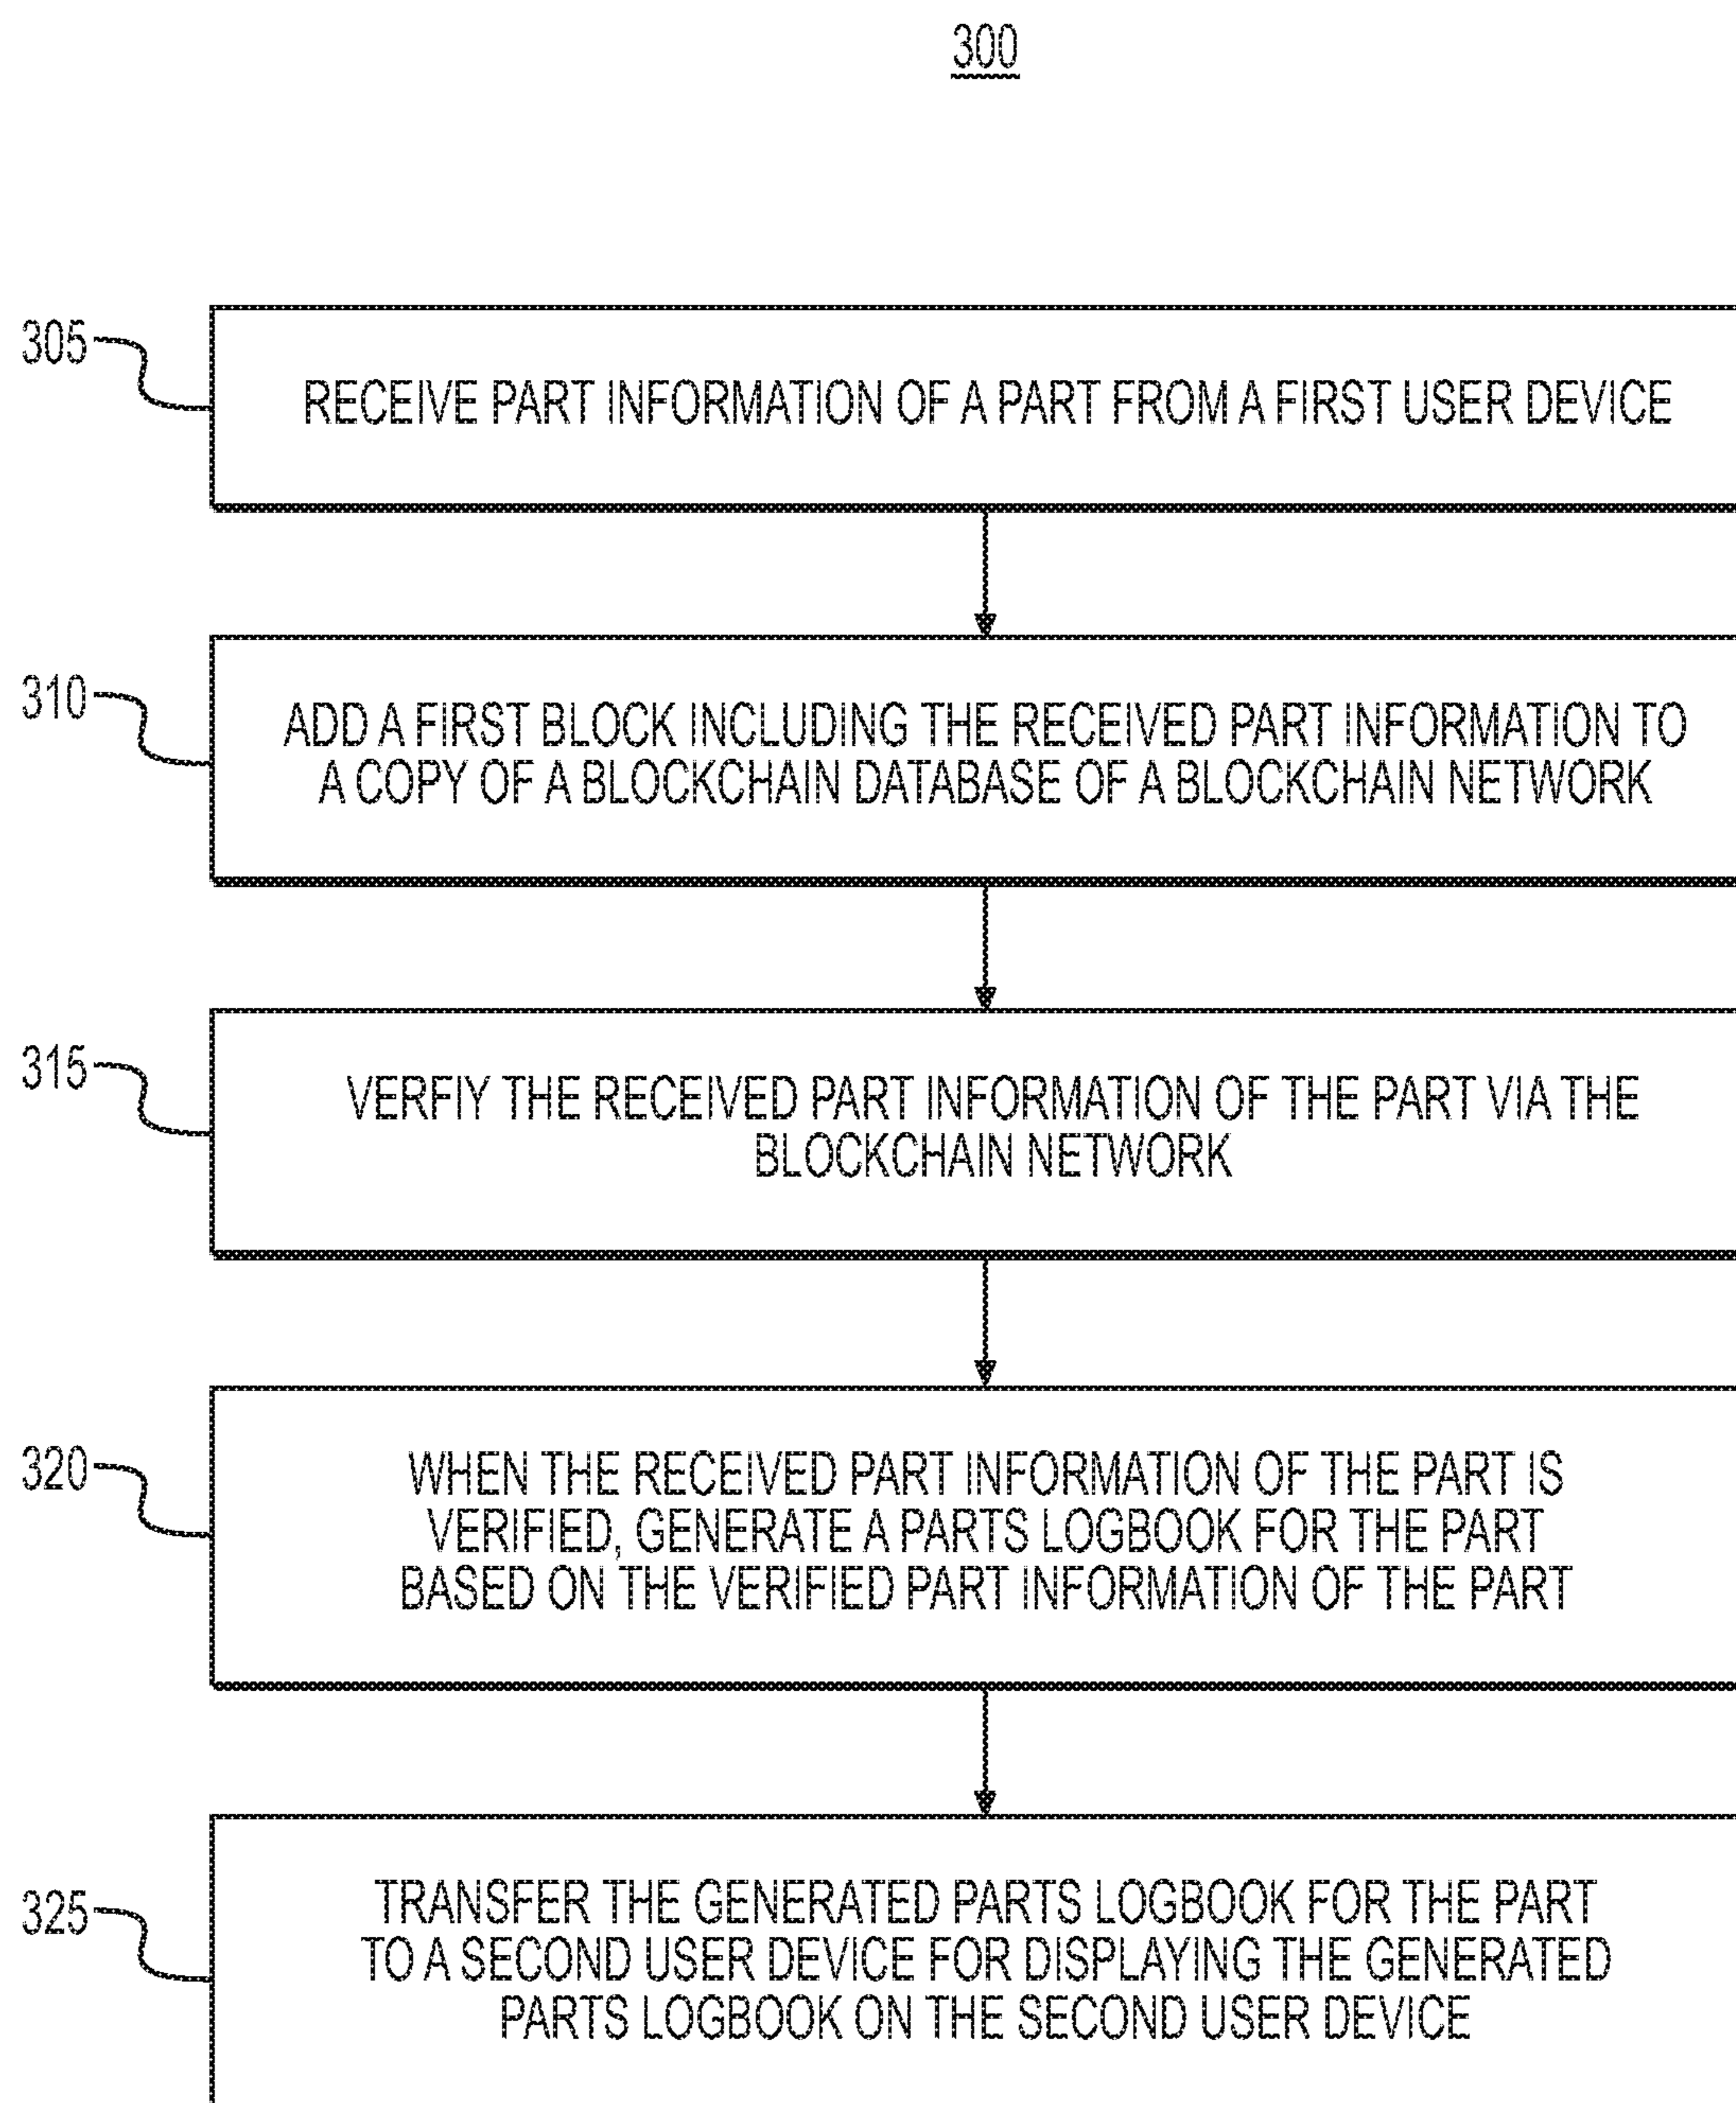 300
305
RECEIVE PART INFORMATION OF A PART FROM A FIRST USER DEVICE
310
ADD A FIRST BLOCK INCLUDING THE RECEIVED PART INFORMATION TO
A COPY OF A BLOCKCHAIN DATABASE OF A BLOCKCHAIN NETWORK
315
VERFIY THE RECEIVED PART INFORMATION OF THE PART VIA THE
BLOCKCHAIN NETWORK
320
WHEN THE RECEIVED PART INFORMATION OF THE PART IS
VERIFIED, GENERATE A PARTS LOGBOOK FOR THE PART
BASED ON THE VERIFIED PART INFORMATION OF THE PART
325
TRANSFER THE GENERATED PARTS LOGBOOK FOR THE PART
TO A SECOND USER DEVICE FOR DISPLAYING THE GENERATED
PARTS LOGBOOK ON THE SECOND USER DEVICE